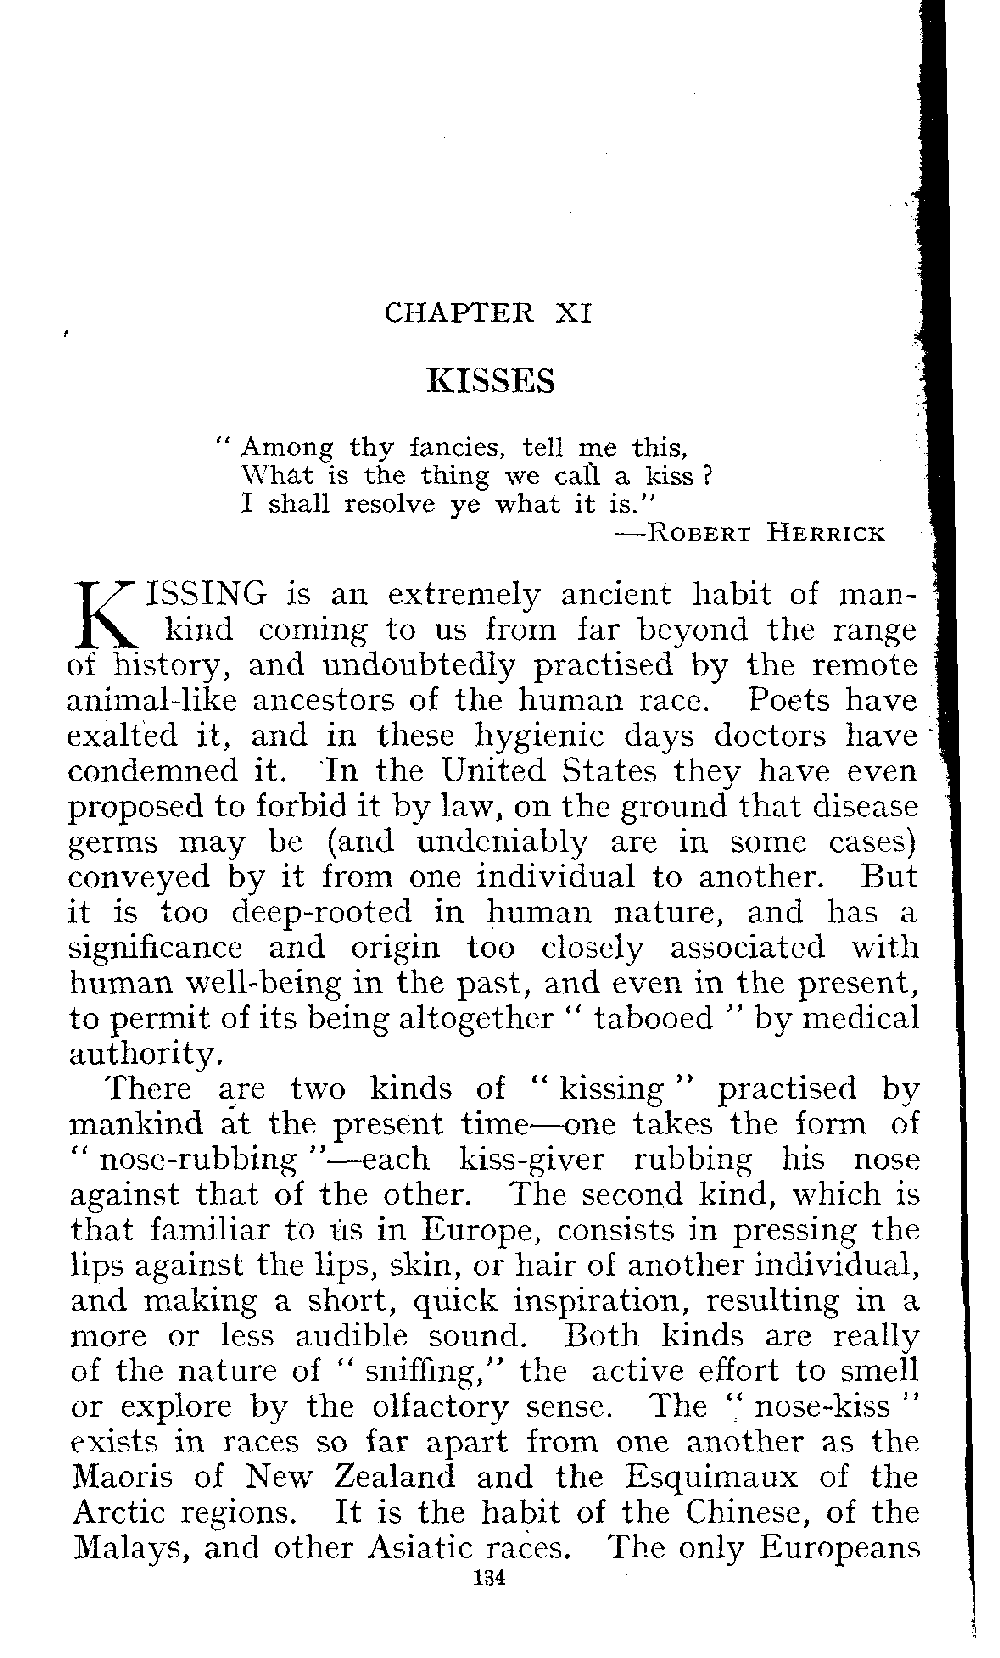 CHAPTER XI
KISSES
" Among thy fancies, tell me this,
What is the thing we call a kiss ?
I shall resolve ye what it is."
—ROBERT HERRICK
KISSING is an extremely ancient habit of man-
kind coming to us from far beyond the range
of history, and undoubtedly practised by the remote
animal-like ancestors of the human race. Poets have
exalted it, and in these hygienic days doctors have
condemned it. In the United States they have even
proposed to forbid it by law, on the ground that disease
germs may be (and undeniably are in some cases)
conveyed by it from one individual to another. But
it is too deep-rooted in human nature, and has a
significance and origin too closely associated with
human well-being in the past, and even in the present,
to permit of its being altogether " tabooed " by medical
authority.
There are two kinds of " kissing " practised by
mankind at the present time—one takes the form of
" nose-rubbing "—each kiss-giver rubbing his nose
against that of the other. The second kind, which is
that familiar to us in Europe, consists in pressing the
lips against the lips, skin, or hair of another individual,
and making a short, quick inspiration, resulting in a
more or less audible sound. Both kinds are really
of the nature of " sniffing," the active effort to smell
or explore by the olfactory sense. The " nose-kiss "
exists in races so far apart from one another as the
Maoris of New Zealand and the Esquimaux of the
Arctic regions. It is the habit of the Chinese, of the
Malays, and other Asiatic races. The only Europeans
134